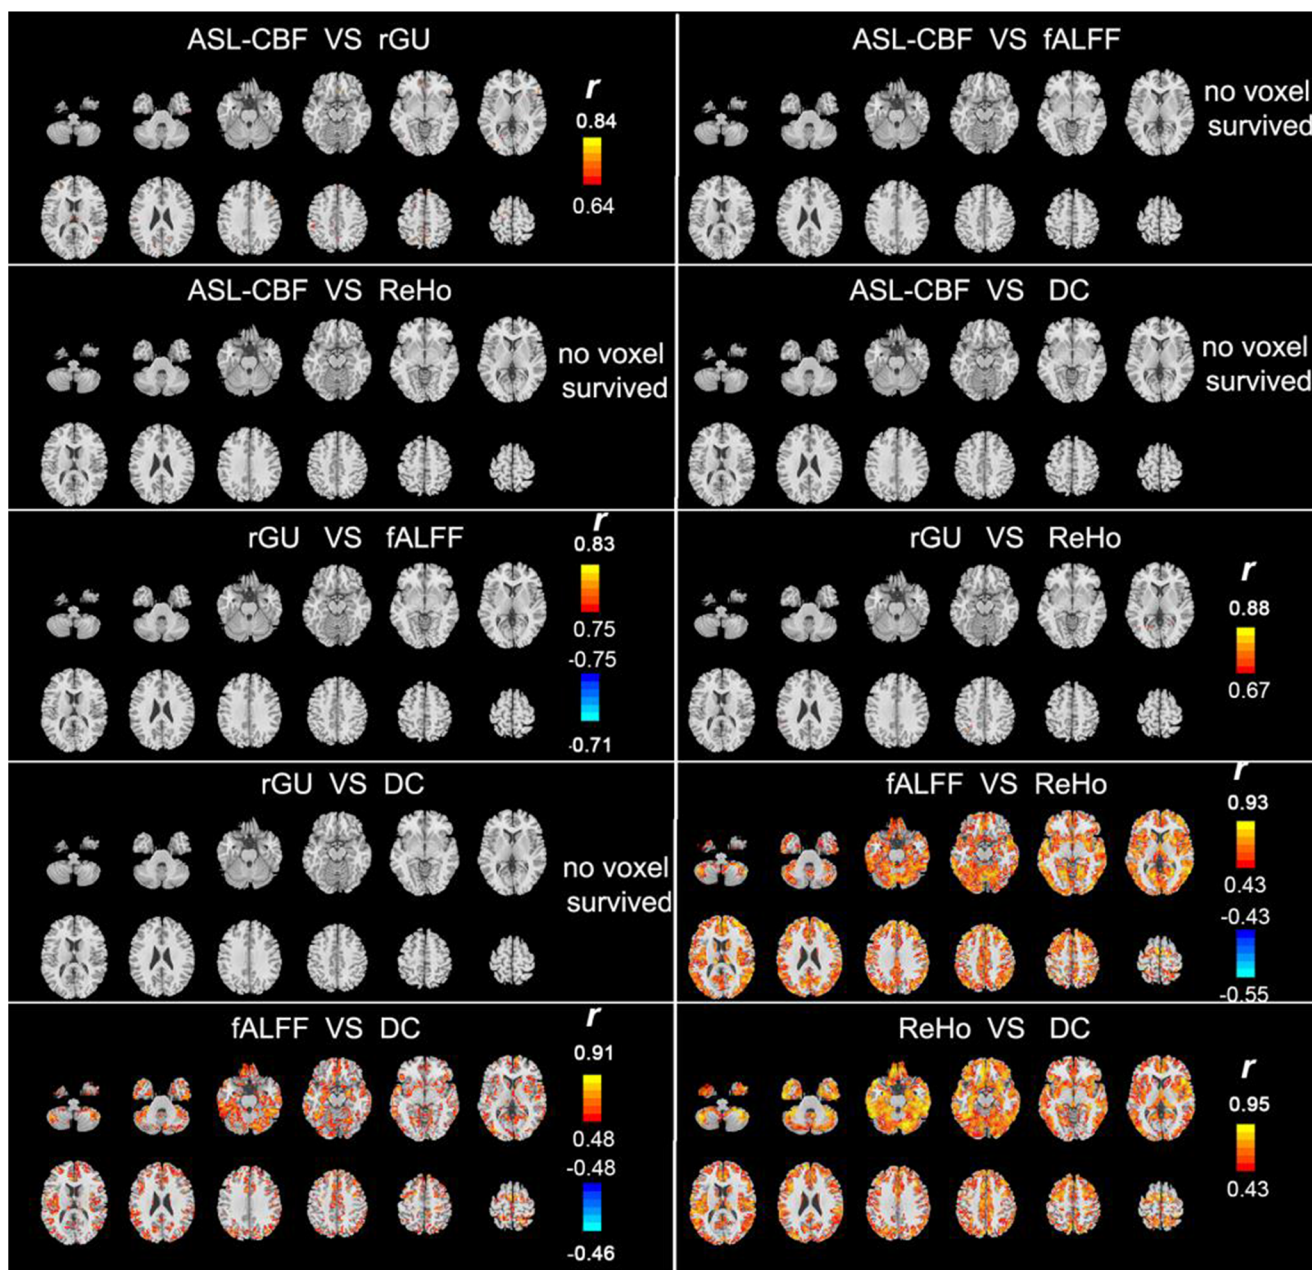 ASL-CBF VS rGU
r
0.84
0.64
ASL-CBF VS fALFF
no voxel
survived
ASL-CBF VS ReHo
no voxel
survived
ASL-CBF VS DC
no voxel
survived
rGU VS fALFF
r
0.83
0.75
-0.75
-0.71
rGU VS ReHo
r
0.88
0.67
rGU VS DC
no voxel
survived
fALFF VS ReHo
r
0.93
0.43
-0.43
-0.55
fALFF VS DC
r
0.91
0.48
-0.48
-0.46
ReHo VS DC
r
0.95
0.43